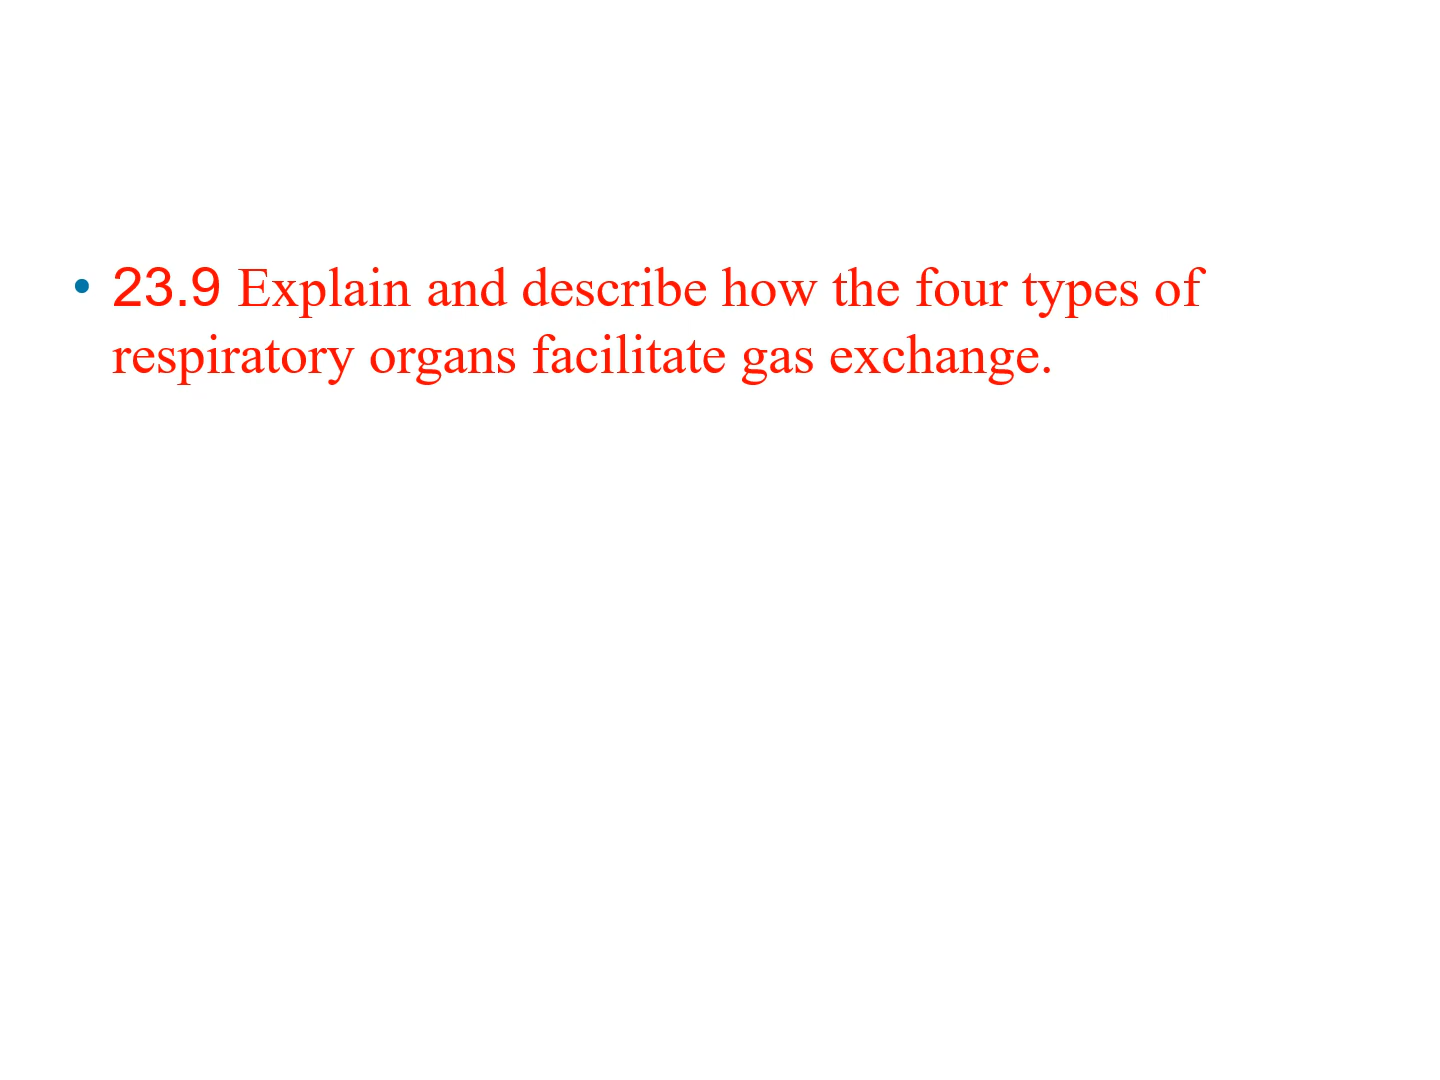 • 23.9 Explain and describe how the four types of
respiratory organs facilitate gas exchange.